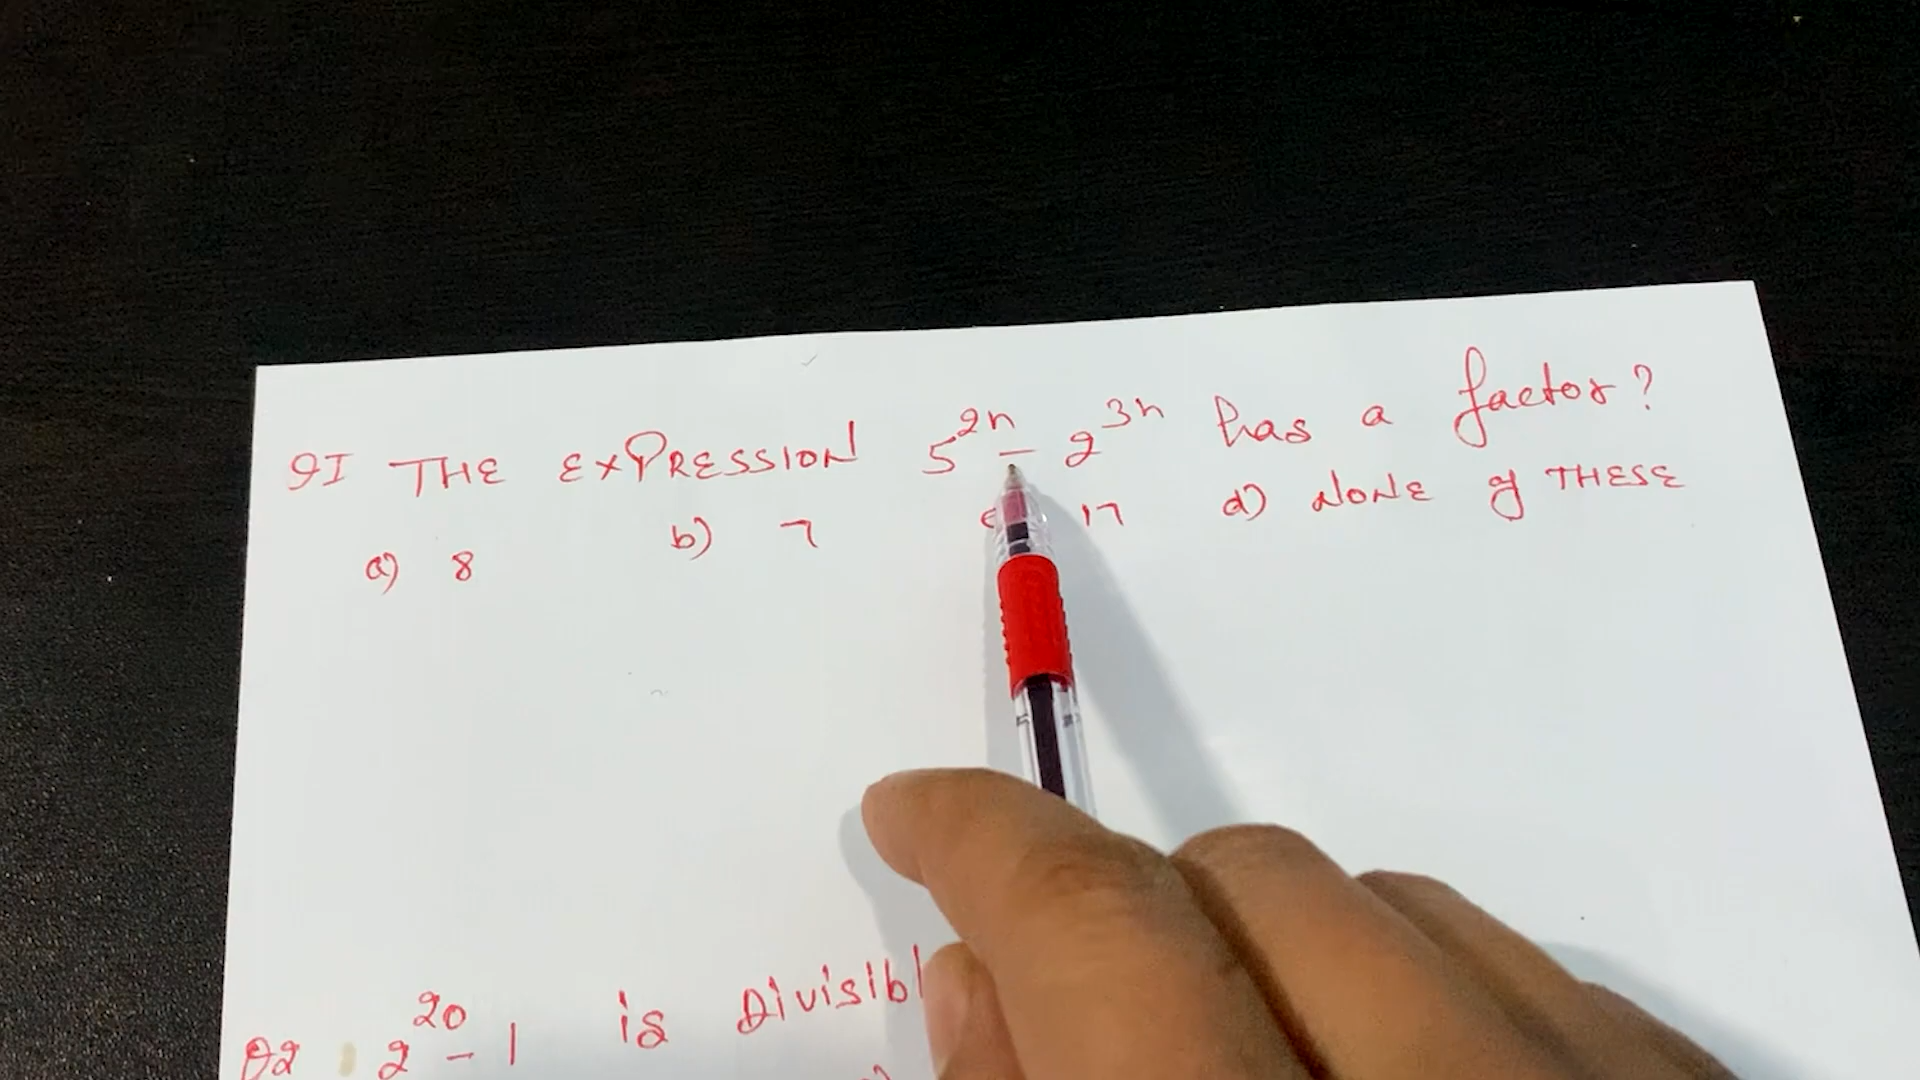 Q1 THE EXPRESSION 5^2n - 2^3n has a factor?
a) 8 b) 7 17 d) NONE of THESE
Q2 2^20 - 1 is Divisibl